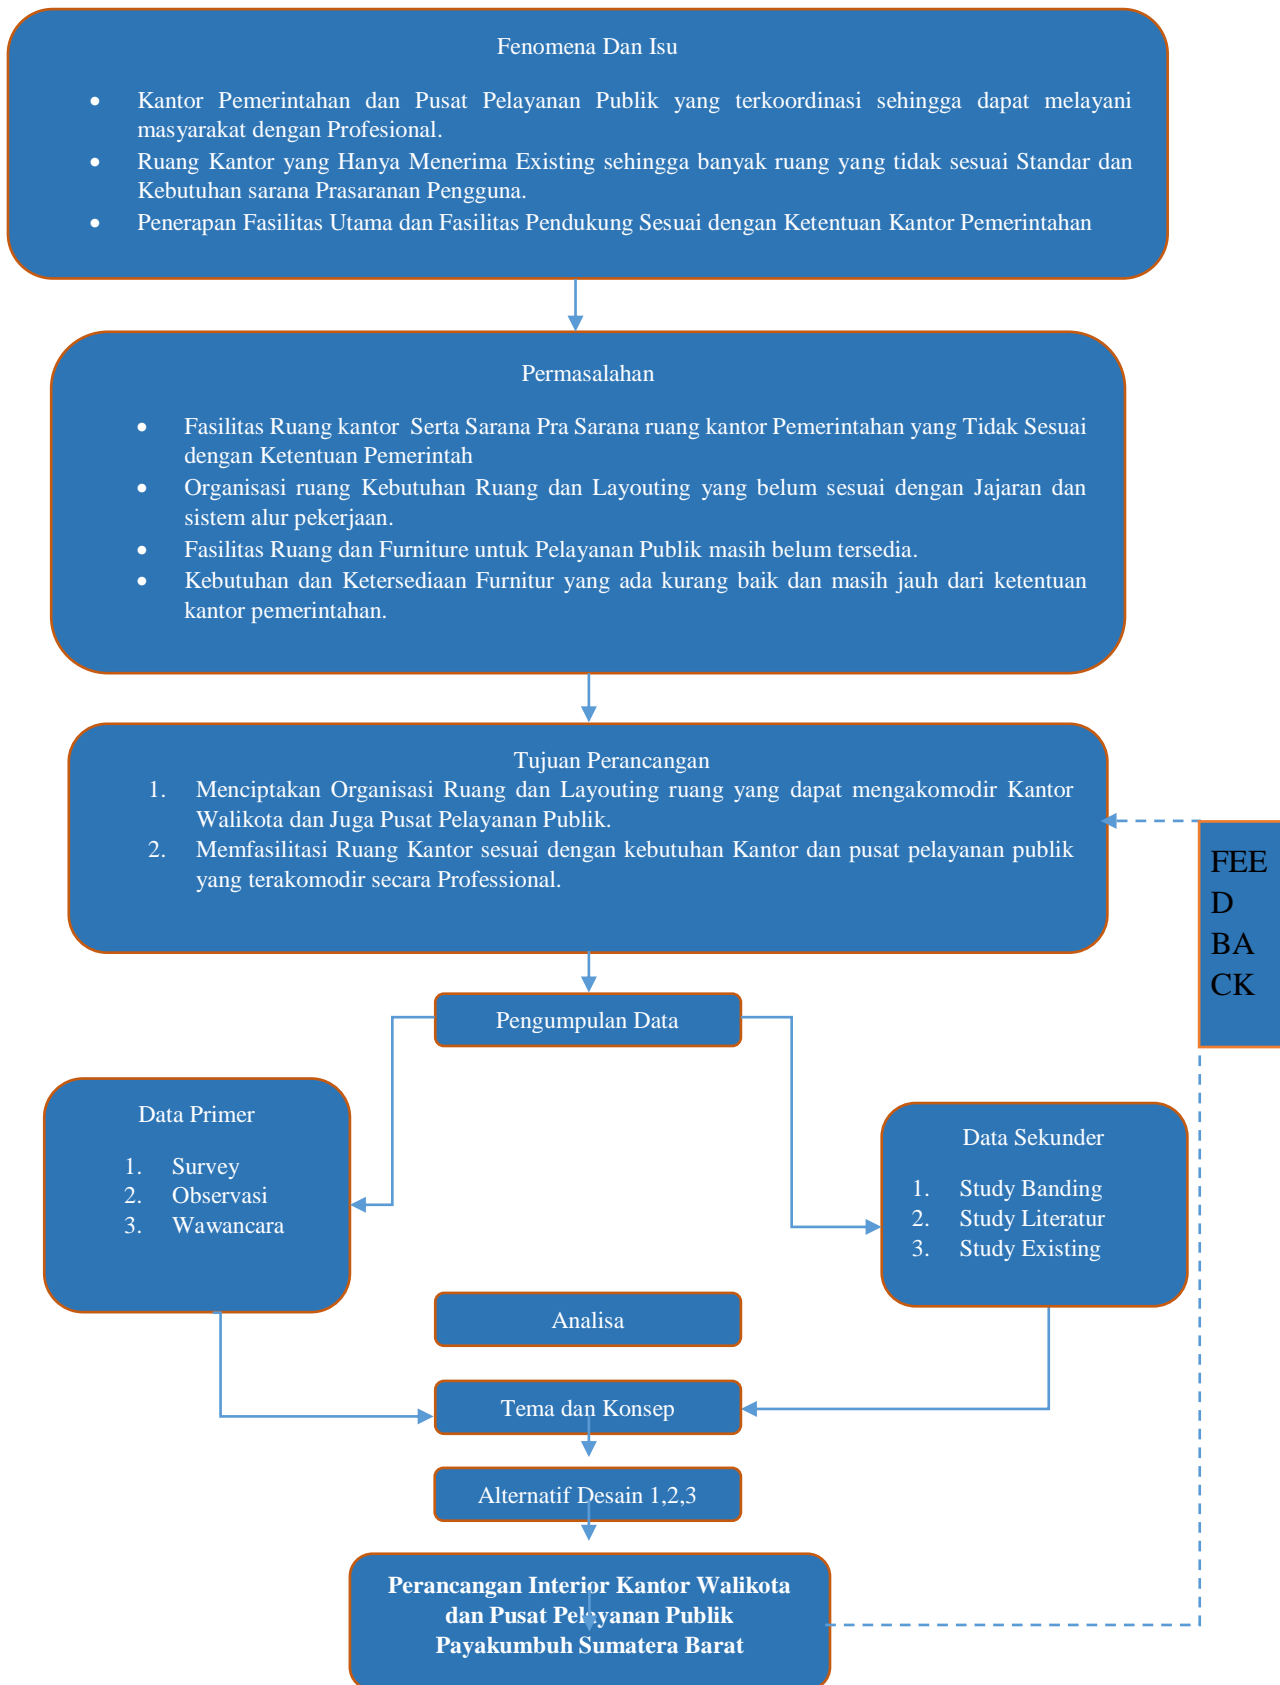 Fenomena Dan Isu
• Kantor Pemerintahan dan Pusat Pelayanan Publik yang terkoordinasi sehingga dapat melayani
masyarakat dengan Profesional.
• Ruang Kantor yang Hanya Menerima Existing sehingga banyak ruang yang tidak sesuai Standar dan
Kebutuhan sarana Prasaranan Pengguna.
• Penerapan Fasilitas Utama dan Fasilitas Pendukung Sesuai dengan Ketentuan Kantor Pemerintahan
Permasalahan
• Fasilitas Ruang kantor Serta Sarana Pra Sarana ruang kantor Pemerintahan yang Tidak Sesuai
dengan Ketentuan Pemerintah
• Organisasi ruang Kebutuhan Ruang dan Layouting yang belum sesuai dengan Jajaran dan
sistem alur pekerjaan.
• Fasilitas Ruang dan Furniture untuk Pelayanan Publik masih belum tersedia.
• Kebutuhan dan Ketersediaan Furnitur yang ada kurang baik dan masih jauh dari ketentuan
kantor pemerintahan.
Tujuan Perancangan
1. Menciptakan Organisasi Ruang dan Layouting ruang yang dapat mengakomodir Kantor
Walikota dan Juga Pusat Pelayanan Publik.
2. Memfasilitasi Ruang Kantor sesuai dengan kebutuhan Kantor dan pusat pelayanan publik
yang terakomodir secara Professional.
FEE
D
BA
CK
Pengumpulan Data
Data Primer
1. Survey
2. Observasi
3. Wawancara
Data Sekunder
1. Study Banding
2. Study Literatur
3. Study Existing
Analisa
Tema dan Konsep
Alternatif Desain 1,2,3
Perancangan Interior Kantor Walikota
dan Pusat Pelayanan Publik
Payakumbuh Sumatera Barat